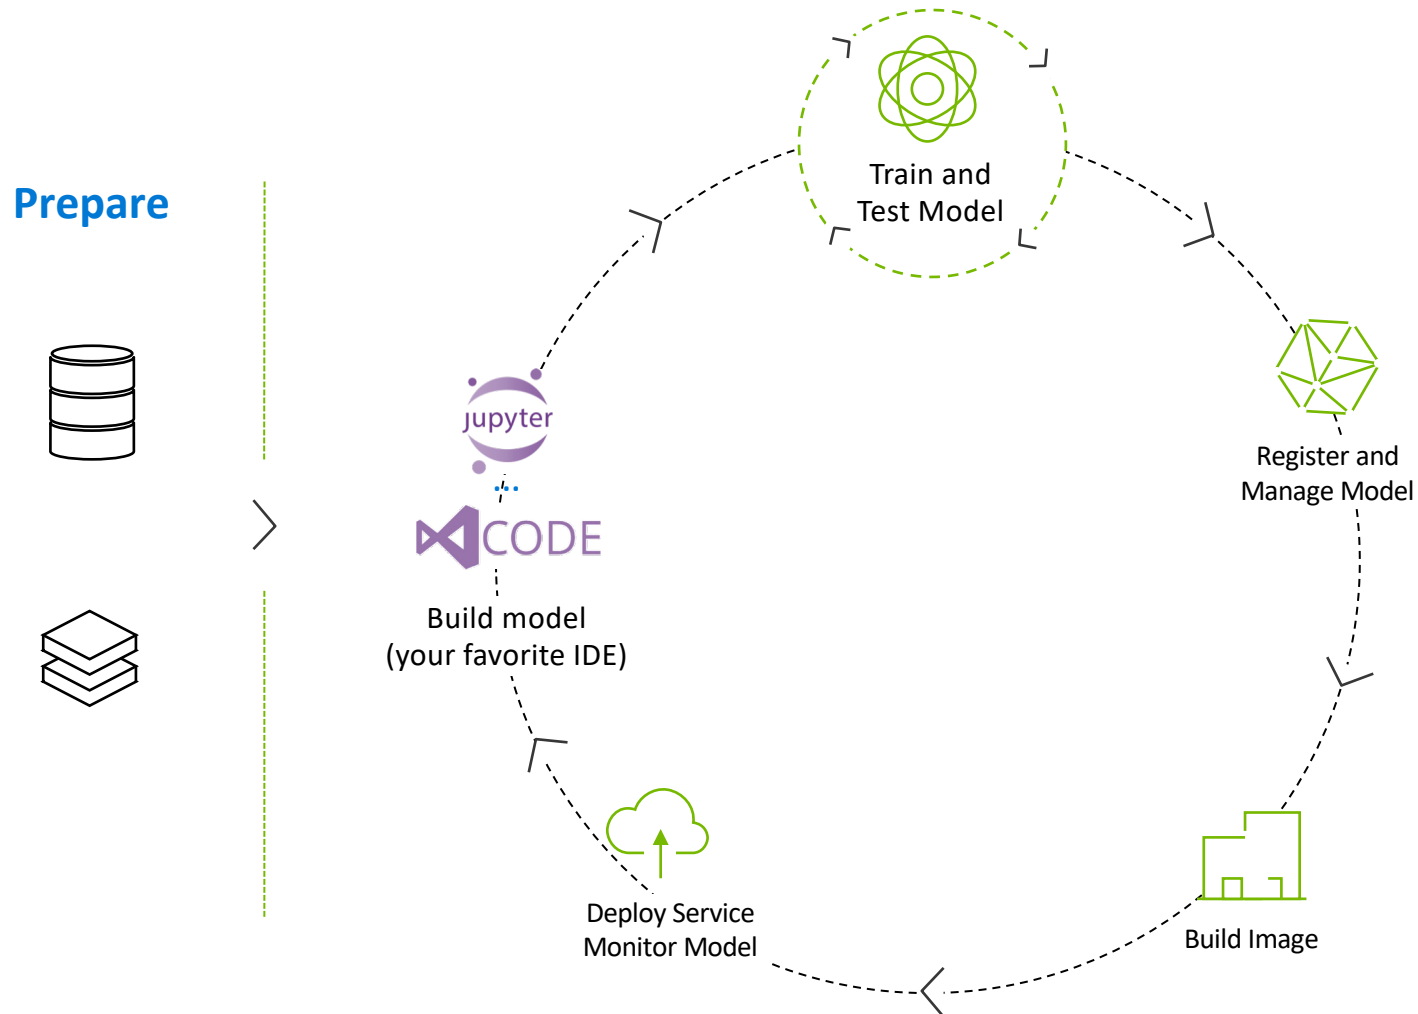 Prepare
Train and
Test Model
Register and
Manage Model
Build Image
Deploy Service
Monitor Model
jupyter
...
CODE
Build model
(your favorite IDE)